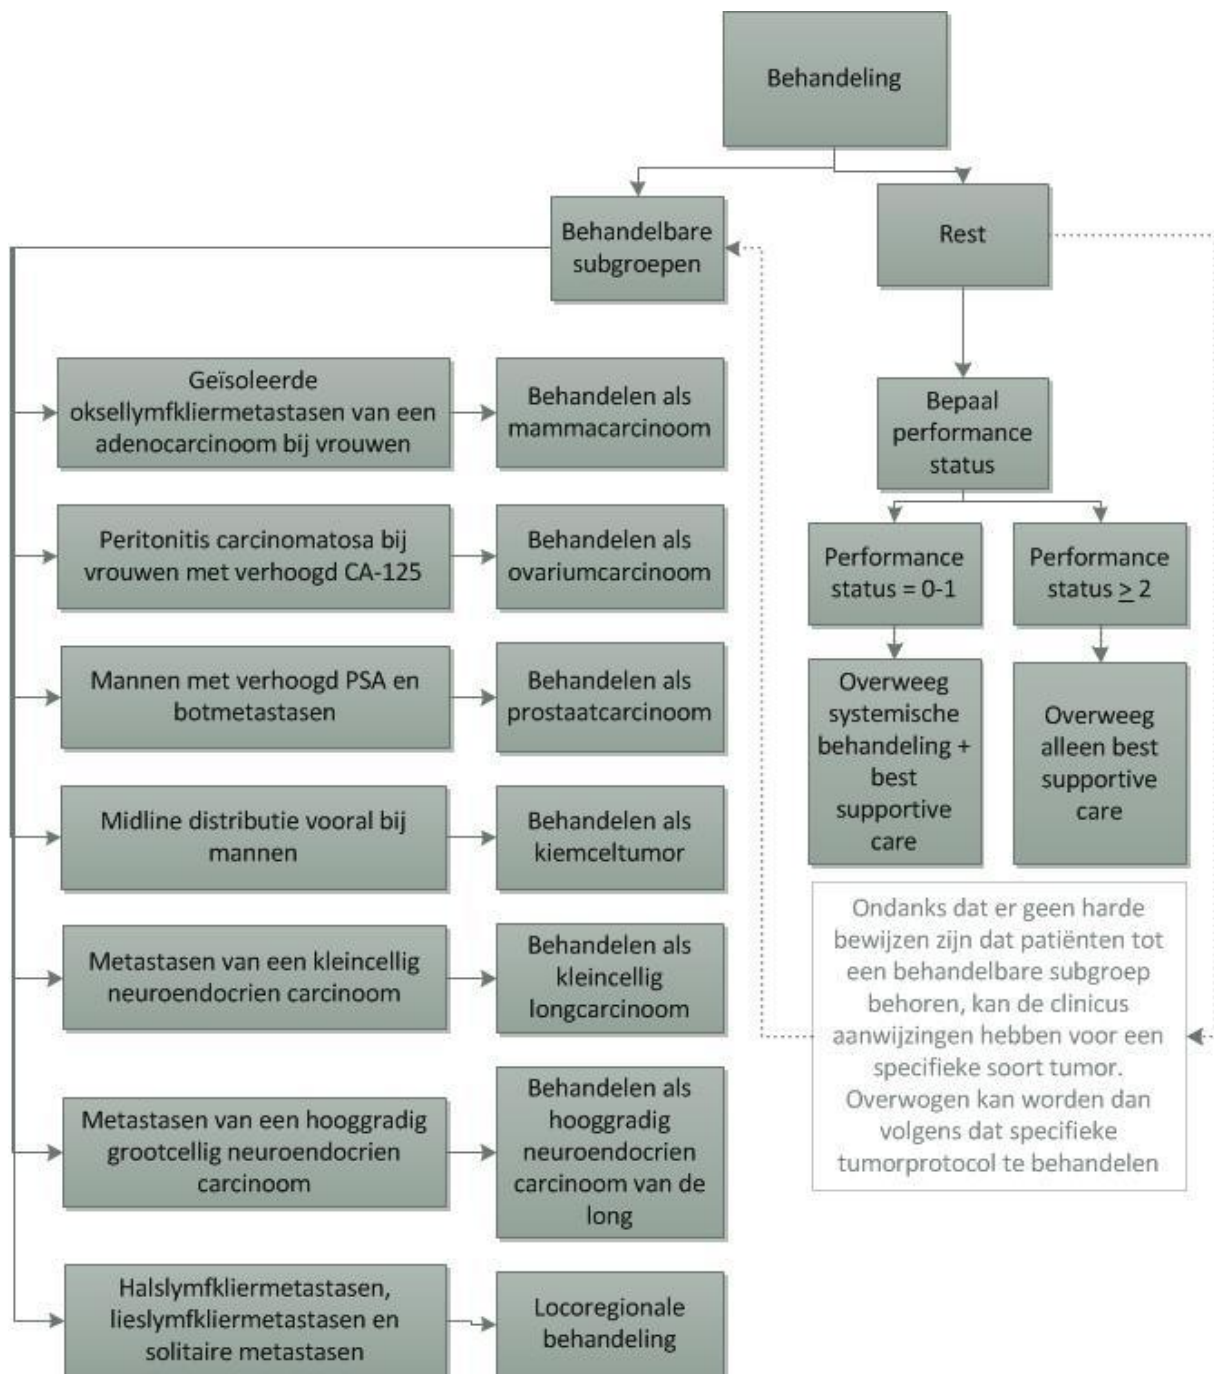 Behandeling
Behandelbare
subgroepen
Rest
Geïsoleerde
oksellymfkliermetastasen van een
adenocarcinoom bij vrouwen
Behandelen als
mammacarcinoom
Peritonitis carcinomatosa bij
vrouwen met verhoogd CA-125
Behandelen als
ovariumcarcinoom
Mannen met verhoogd PSA en
botmetastasen
Behandelen als
prostaatcarcinoom
Midline distributie vooral bij
mannen
Behandelen als
kiemceltumor
Metastasen van een kleincellig
neuroendocrien carcinoom
Behandelen als
kleincellig
longcarcinoom
Metastasen van een hooggradig
grootcellig neuroendocrien
carcinoom
Behandelen als
hooggradig
neuroendocrien
carcinoom van de
long
Halslymfkliermetastasen,
lieslymfkliermetastasen en
solitaire metastasen
Locoregionale
behandeling
Bepaal
performance
status
Performance
status = 0-1
Performance
status ≥ 2
Overweeg
systemische
behandeling +
best
supportive
care
Overweeg
alleen best
supportive
care
Ondanks dat er geen harde
bewijzen zijn dat patiënten tot
een behandelbare subgroep
behoren, kan de clinicus
aanwijzingen hebben voor een
specifieke soort tumor.
Overwogen kan worden dan
volgens dat specifieke
tumorprotocol te behandelen